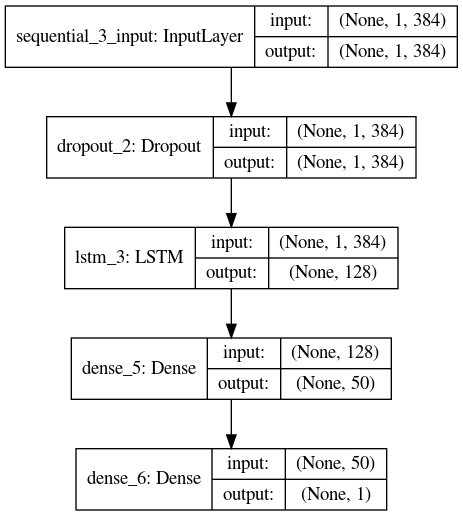 sequential_3_input: InputLayer
input:
(None, 1, 384)
output:
(None, 1, 384)
dropout_2: Dropout
input:
(None, 1, 384)
output:
(None, 1, 384)
lstm_3: LSTM
input:
(None, 1, 384)
output:
(None, 128)
dense_5: Dense
input:
(None, 128)
output:
(None, 50)
dense_6: Dense
input:
(None, 50)
output:
(None, 1)